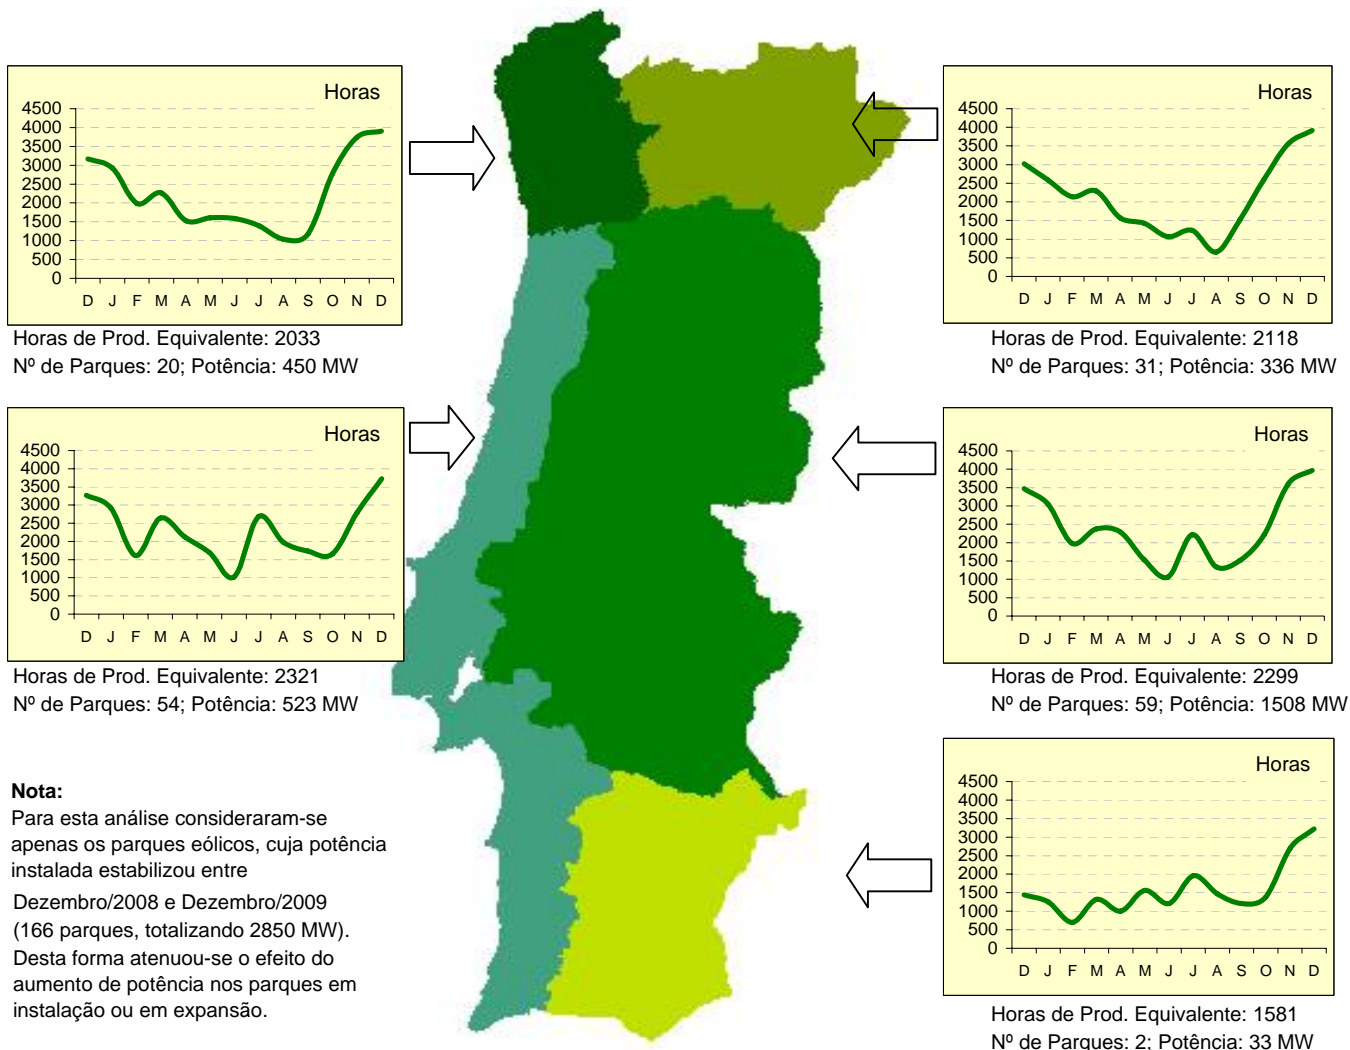 Horas
4500
4000
3500
3000
2500
2000
1500
1000
500
0
D J F M A M J J A S O N D
Horas de Prod. Equivalente: 2033
Nº de Parques: 20; Potência: 450 MW
Horas
4500
4000
3500
3000
2500
2000
1500
1000
500
0
D J F M A M J J A S O N D
Horas de Prod. Equivalente: 2118
Nº de Parques: 31; Potência: 336 MW
Horas
4500
4000
3500
3000
2500
2000
1500
1000
500
0
D J F M A M J J A S O N D
Horas de Prod. Equivalente: 2321
Nº de Parques: 54; Potência: 523 MW
Horas
4500
4000
3500
3000
2500
2000
1500
1000
500
0
D J F M A M J J A S O N D
Horas de Prod. Equivalente: 2299
Nº de Parques: 59; Potência: 1508 MW
Nota:
Para esta análise consideraram-se
apenas os parques eólicos, cuja potência
instalada estabilizou entre
Dezembro/2008 e Dezembro/2009
(166 parques, totalizando 2850 MW).
Desta forma atenuou-se o efeito do
aumento de potência nos parques em
instalação ou em expansão.
Horas
4500
4000
3500
3000
2500
2000
1500
1000
500
0
D J F M A M J J A S O N D
Horas de Prod. Equivalente: 1581
Nº de Parques: 2; Potência: 33 MW